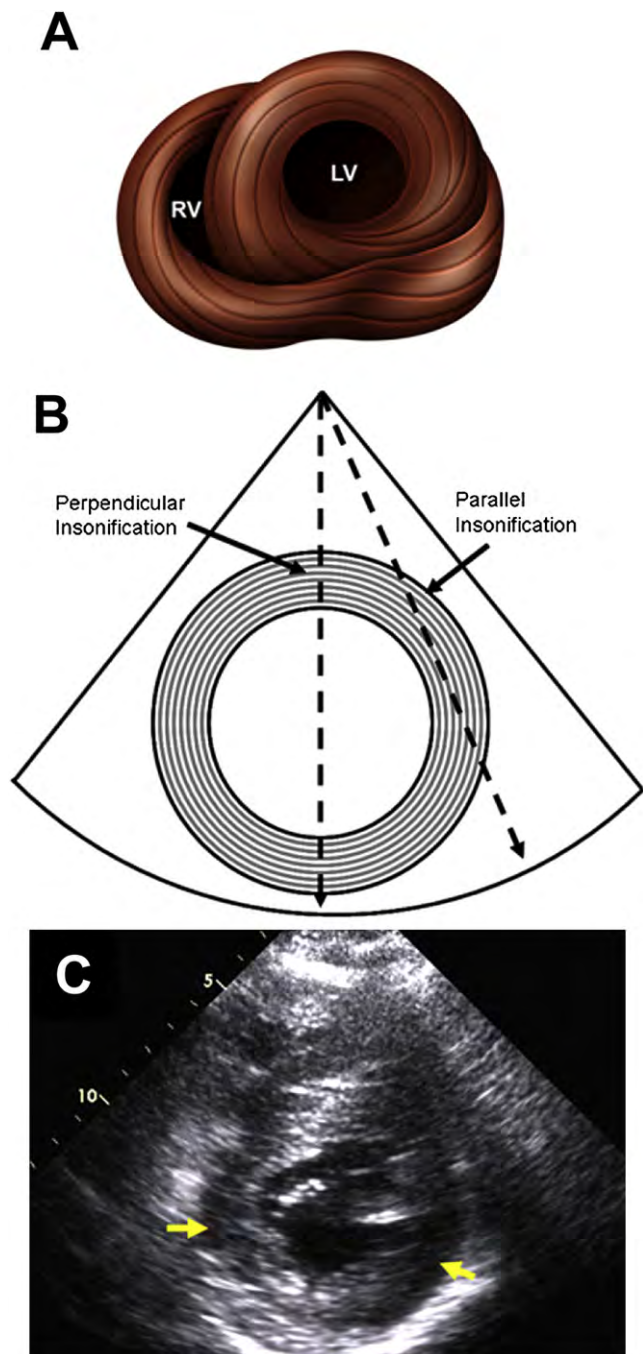 A
RV
LV
B
Perpendicular
Insonification
Parallel
Insonification
C
5
10